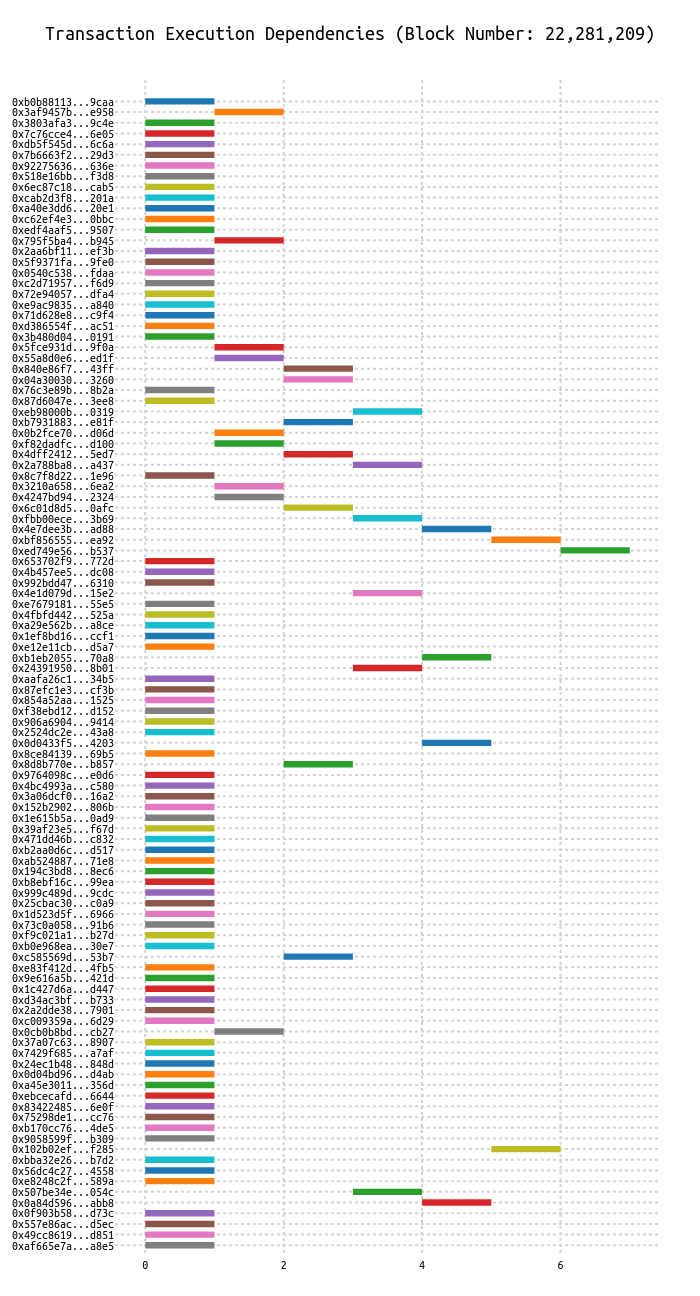 Transaction Execution Dependencies (Block Number: 22,281,209)
0xb0b88113...9caa
0x3af9457b...e958
0x3803afa3...9c4e
0x7c76cce4...6e05
0xdb5f545d...6c6a
0x7b6663f2...29d3
0x92275636...636e
0x518e16bb...f3d8
0x6ec87c18...cab5
0xcab2d3f8...201a
0xa40e3dd6...20e1
0xc62ef4e3...0bbc
0xedf4aaf5...9507
0x795f5ba4...b945
0x2aa6bf11...ef3b
0x5f9371fa...9fe0
0x0540c538...fdaa
0xc2d71957...f6d9
0x72e94057...dfa4
0xe9ac9835...a840
0x71d628e8...c9f4
0xd386554f...ac51
0x3b480d04...0191
0x5fce931d...9f0a
0x55a8d0e6...ed1f
0x840e86f7...43ff
0x04a30030...3260
0x76c3e89b...8b2a
0x87d6047e...3ee8
0xeb98000b...0319
0xb7931883...e81f
0x0b2fce70...d06d
0xf82dadfc...d100
0x4dff2412...5ed7
0x2a788ba8...a437
0x8c7f8d22...1e96
0x3210a658...6ea2
0x4247bd94...2324
0x6c01d8d5...0afc
0xfbb00ece...3b69
0x4e7dee3b...ad88
0xbf856555...ea92
0xed749e56...b537
0x653702f9...772d
0x4b457ee5...dc08
0x992bdd47...6310
0x4e1d079d...15e2
0xe7679181...55e5
0x4fbfd442...525a
0xa29e562b...a8ce
0x1ef8bd16...ccf1
0xe12e11cb...d5a7
0xb1eb2055...70a8
0x24391950...8b01
0xaafa26c1...34b5
0x87efc1e3...cf3b
0x854a52aa...1525
0xf38ebd12...d152
0x906a6904...9414
0x2524dc2e...43a8
0x0d0433f5...4203
0x8ce84139...69b5
0x8d8b770e...b857
0x9764098c...e0d6
0x4bc4993a...c580
0x3a06dcf0...16a2
0x152b2902...806b
0x1e615b5a...0ad9
0x39af23e5...f67d
0x471dd46b...c832
0xb2aa0d6c...d517
0xab524887...71e8
0x194c3bd8...8ec6
0xb8ebf16c...99ea
0x999c489d...9cdc
0x25cbac30...c0a9
0x1d523d5f...6966
0x73c0a058...91b6
0xf9c021a1...b27d
0xb0e968ea...30e7
0xc585569d...53b7
0xe83f412d...4fb5
0x9e616a5b...421d
0x1c427d6a...d447
0xd34ac3bf...b733
0x2a2dde38...7901
0xc009359a...6d29
0x0cb0b8bd...cb27
0x37a07c63...8907
0x7429f685...a7af
0x24ec1b48...848d
0x0d04bd96...d4ab
0xa45e3011...356d
0xebcecafd...6644
0x83422485...6e0f
0x75298de1...cc76
0xb170cc76...4de5
0x9058599f...b309
0x102b02ef...f285
0xbba32e26...b7d2
0x56dc4c27...4558
0xe8248c2f...589a
0x507be34e...054c
0x0a84d596...abb8
0x0f903b58...d73c
0x557e86ac...d5ec
0x49cc8619...d851
0xaf665e7a...a8e5
0 2 4 6